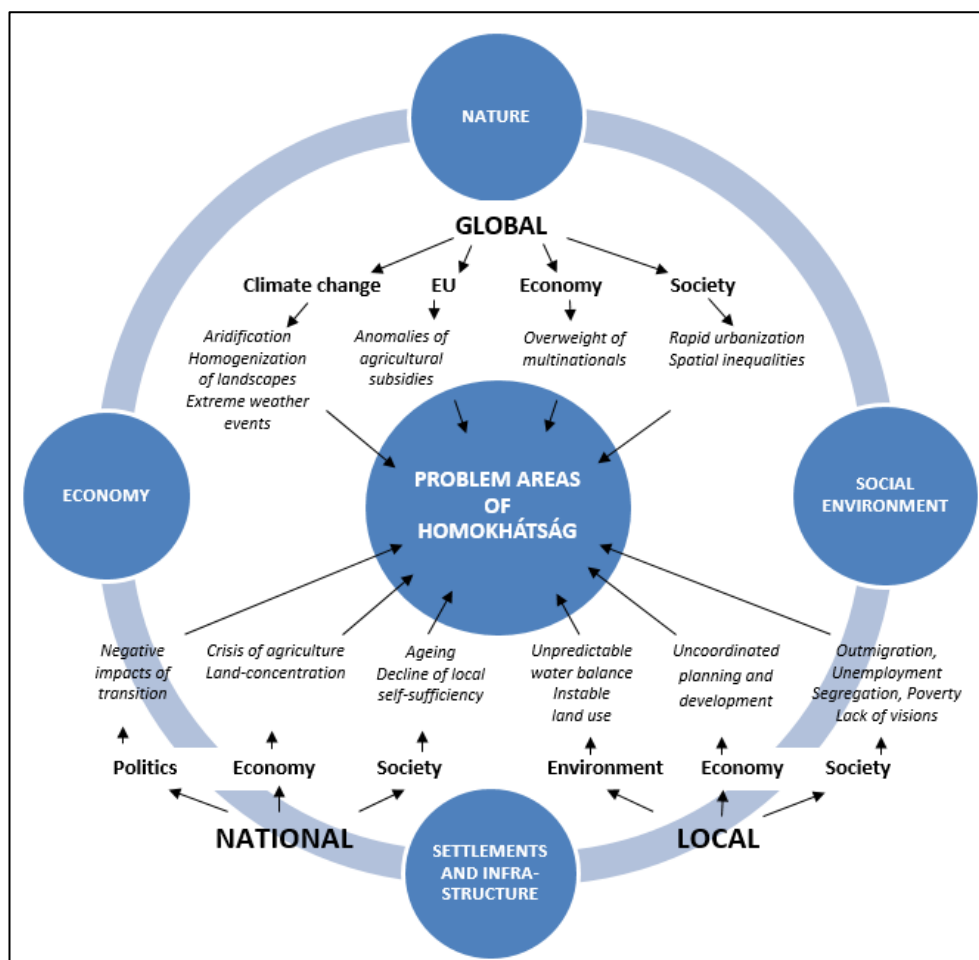 NATURE
GLOBAL
Climate change
EU
Economy
Society
Aridification
Homogenization
of landscapes
Extreme weather
events
Anomalies of
agricultural
subsidies
Overweight of
multinationals
Rapid urbanization
Spatial inequalities
ECONOMY
PROBLEM AREAS
OF
HOMOKHÁTSÁG
SOCIAL
ENVIRONMENT
Negative
impacts of
transition
Crisis of agriculture
Land-concentration
Ageing
Decline of local
self-sufficiency
Unpredictable
water balance
Instable
land use
Uncoordinated
planning and
development
Outmigration,
Unemployment
Segregation, Poverty
Lack of visions
Politics
Economy
Society
Environment
Economy
Society
NATIONAL
LOCAL
SETTLEMENTS
AND INFRA-
STRUCTURE